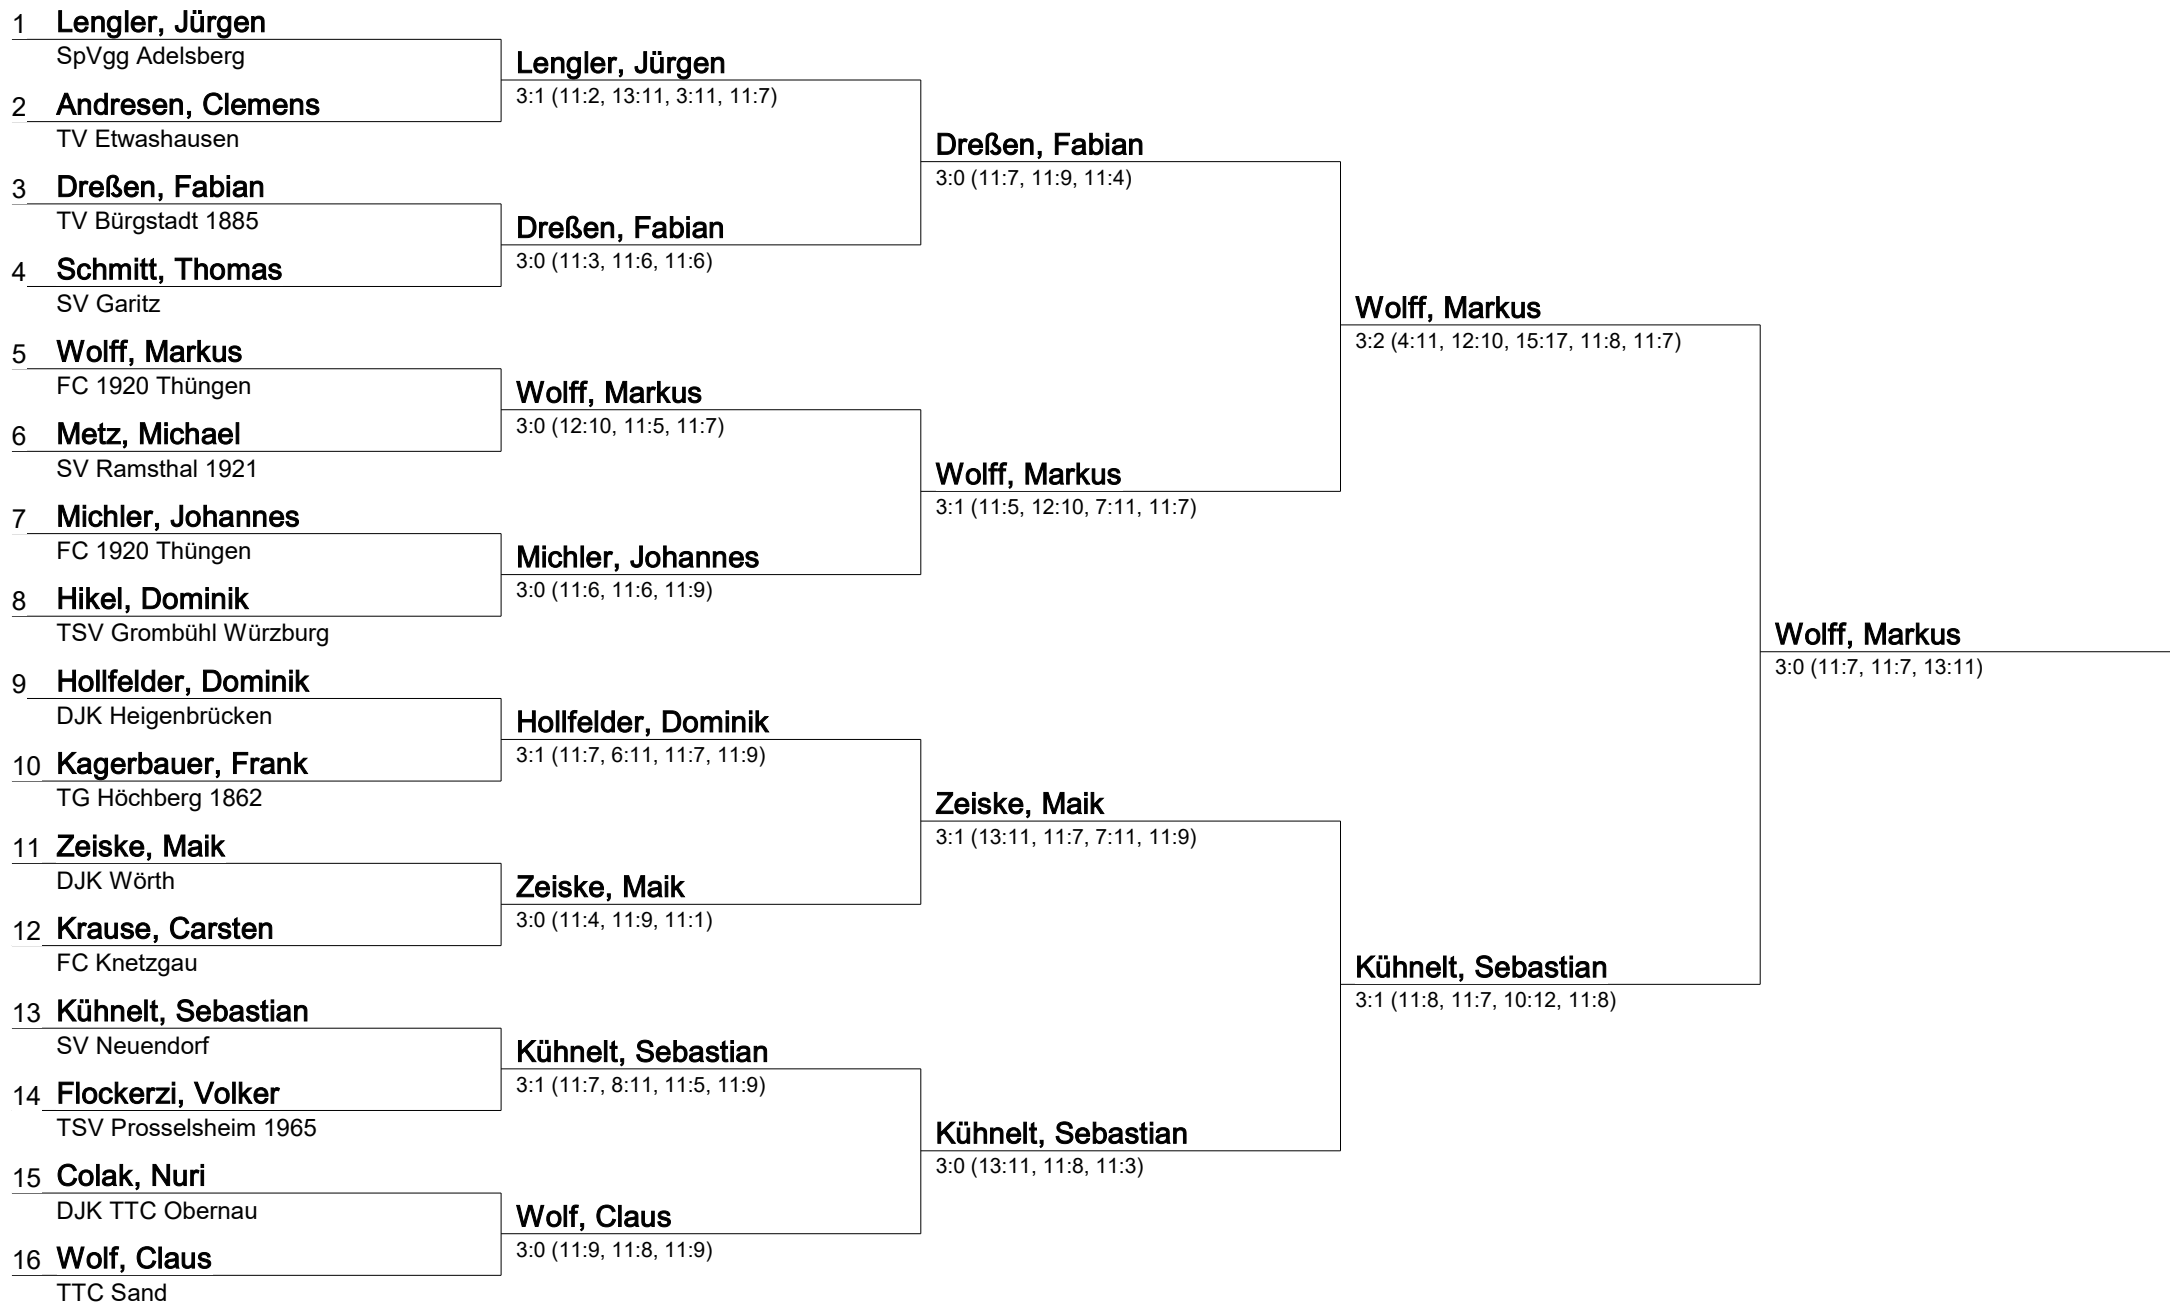 1 Lengler, Jürgen
SpVgg Adelsberg
2 Andresen, Clemens
TV Etwashausen
3 Dreßen, Fabian
TV Bürgstadt 1885
4 Schmitt, Thomas
SV Garitz
5 Wolff, Markus
FC 1920 Thüngen
6 Metz, Michael
SV Ramsthal 1921
7 Michler, Johannes
FC 1920 Thüngen
8 Hikel, Dominik
TSV Grombühl Würzburg
9 Hollfelder, Dominik
DJK Heigenbrücken
10 Kagerbauer, Frank
TG Höchberg 1862
11 Zeiske, Maik
DJK Wörth
12 Krause, Carsten
FC Knetzgau
13 Kühnelt, Sebastian
SV Neuendorf
14 Flockerzi, Volker
TSV Prosselsheim 1965
15 Colak, Nuri
DJK TTC Obernau
16 Wolf, Claus
TTC Sand
Lengler, Jürgen
3:1 (11:2, 13:11, 3:11, 11:7)
Dreßen, Fabian
3:0 (11:3, 11:6, 11:6)
Wolff, Markus
3:0 (12:10, 11:5, 11:7)
Michler, Johannes
3:0 (11:6, 11:6, 11:9)
Hollfelder, Dominik
3:1 (11:7, 6:11, 11:7, 11:9)
Zeiske, Maik
3:0 (11:4, 11:9, 11:1)
Kühnelt, Sebastian
3:1 (11:7, 8:11, 11:5, 11:9)
Wolf, Claus
3:0 (11:9, 11:8, 11:9)
Dreßen, Fabian
3:0 (11:7, 11:9, 11:4)
Wolff, Markus
3:1 (11:5, 12:10, 7:11, 11:7)
Zeiske, Maik
3:1 (13:11, 11:7, 7:11, 11:9)
Kühnelt, Sebastian
3:0 (13:11, 11:8, 11:3)
Wolff, Markus
3:2 (4:11, 12:10, 15:17, 11:8, 11:7)
Kühnelt, Sebastian
3:1 (11:8, 11:7, 10:12, 11:8)
Wolff, Markus
3:0 (11:7, 11:7, 13:11)